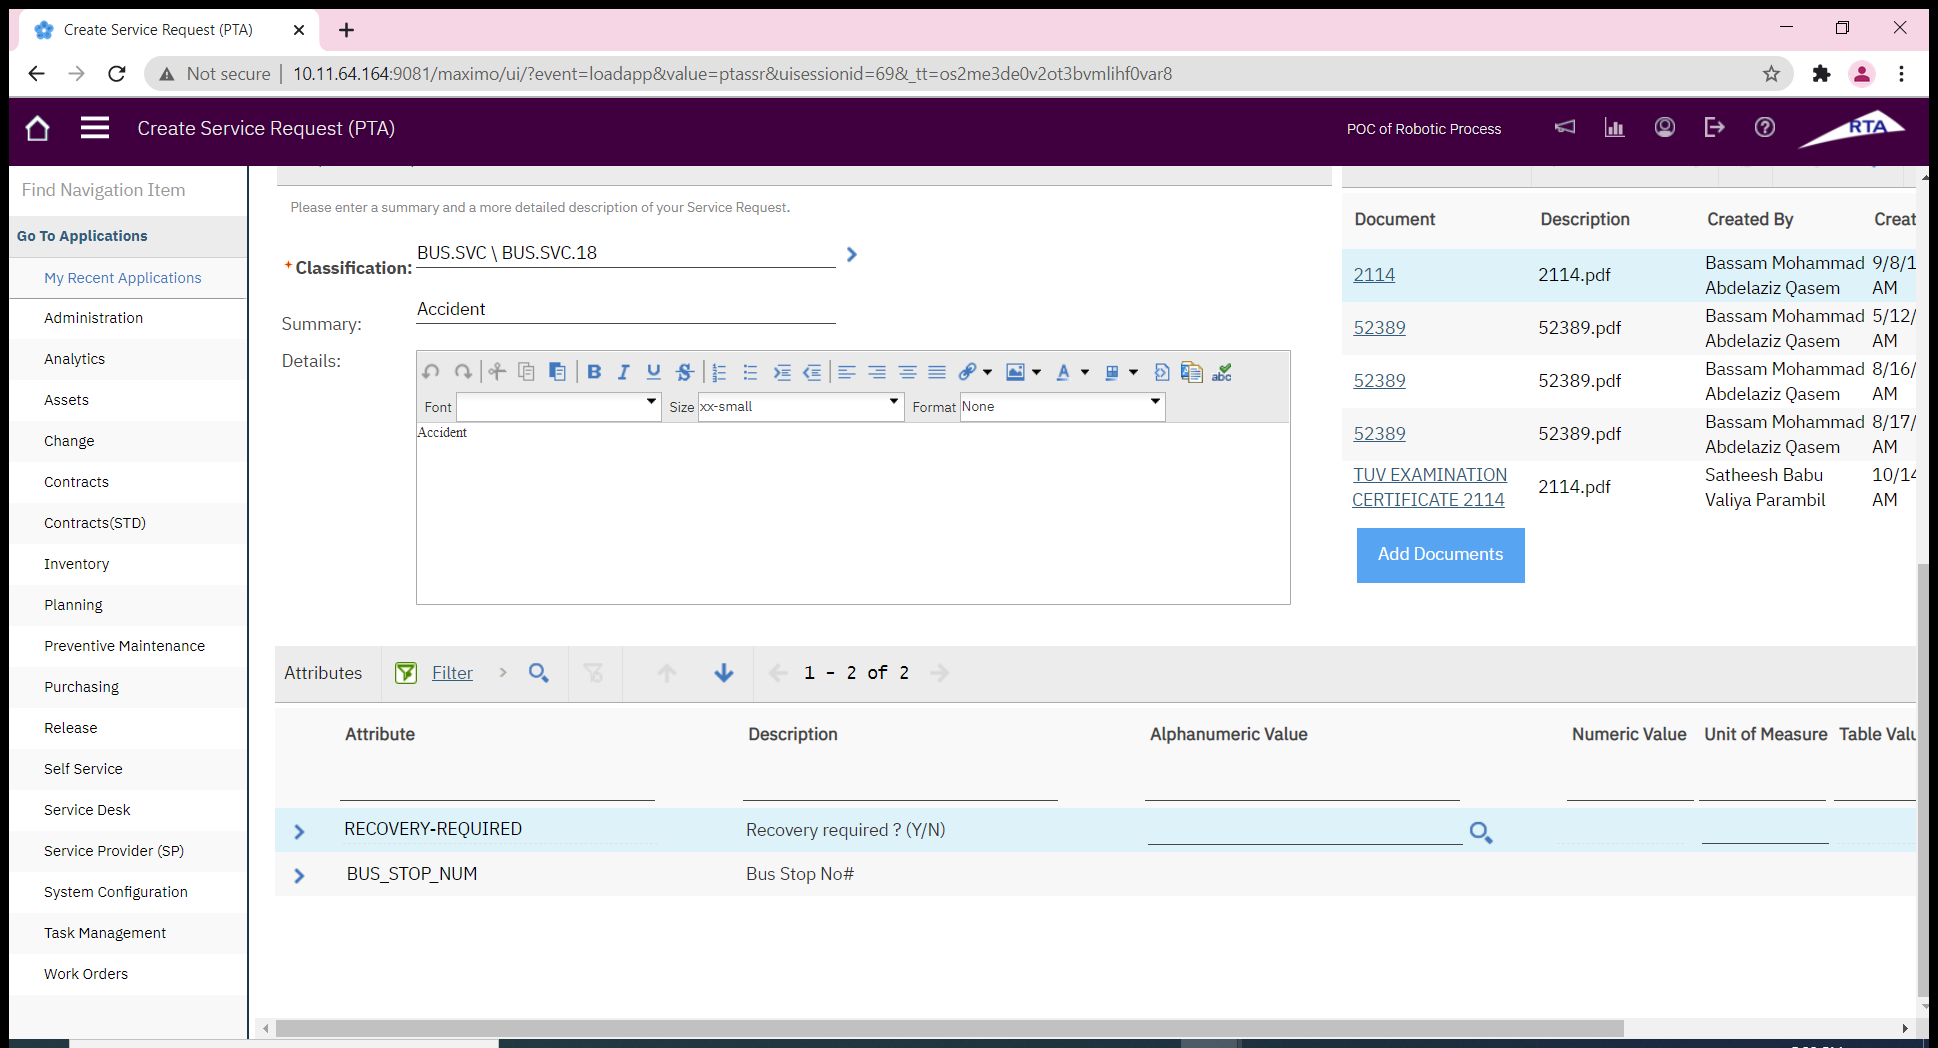 Create Service Request (PTA)
Not secure
10.11.64.164:9081/maximo/ui/?event=loadapp&value=ptassr&uisessionid=69&_tt=os2me3de0v2ot3bvmlihf0var8
Create Service Request (PTA)
POC of Robotic Process
RTA
Find Navigation Item
Go To Applications
My Recent Applications
Administration
Analytics
Assets
Change
Contracts
Contracts(STD)
Inventory
Planning
Preventive Maintenance
Purchasing
Release
Self Service
Service Desk
Service Provider (SP)
System Configuration
Task Management
Work Orders
Please enter a summary and a more detailed description of your Service Request.
*Classification: BUS.SVC \ BUS.SVC.18
Summary: Accident
Details:
Font Size xx-small Format None
Accident
Document Description Created By Creat
2114 2114.pdf Bassam Mohammad Abdelaziz Qasem 9/8/1 AM
52389 52389.pdf Bassam Mohammad Abdelaziz Qasem 5/12/ AM
52389 52389.pdf Bassam Mohammad Abdelaziz Qasem 8/16/ AM
52389 52389.pdf Bassam Mohammad Abdelaziz Qasem 8/17/ AM
TUV EXAMINATION CERTIFICATE 2114 2114.pdf Satheesh Babu Valiya Parambil 10/14 AM
Add Documents
Attributes Filter 1 - 2 of 2
Attribute Description Alphanumeric Value Numeric Value Unit of Measure Table Valu
RECOVERY-REQUIRED Recovery required ? (Y/N)
BUS_STOP_NUM Bus Stop No#